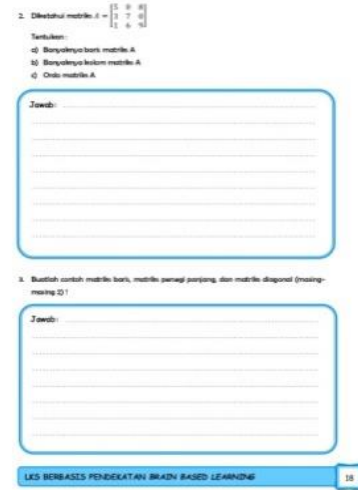 2. Diketahui matriks A = [5 8 8
3 7 0
1 6 9]
Tentukan :
a) Banyaknya baris matriks A
b) Banyaknya kolom matriks A
c) Ordo matriks A
Jawab :
3. Buatlah contoh matriks baris, matriks persegi panjang, dan matriks diagonal (masing-
masing 2) !
Jawab :
LKS BERBASIS PENDEKATAN BRAIN BASED LEARNING
18